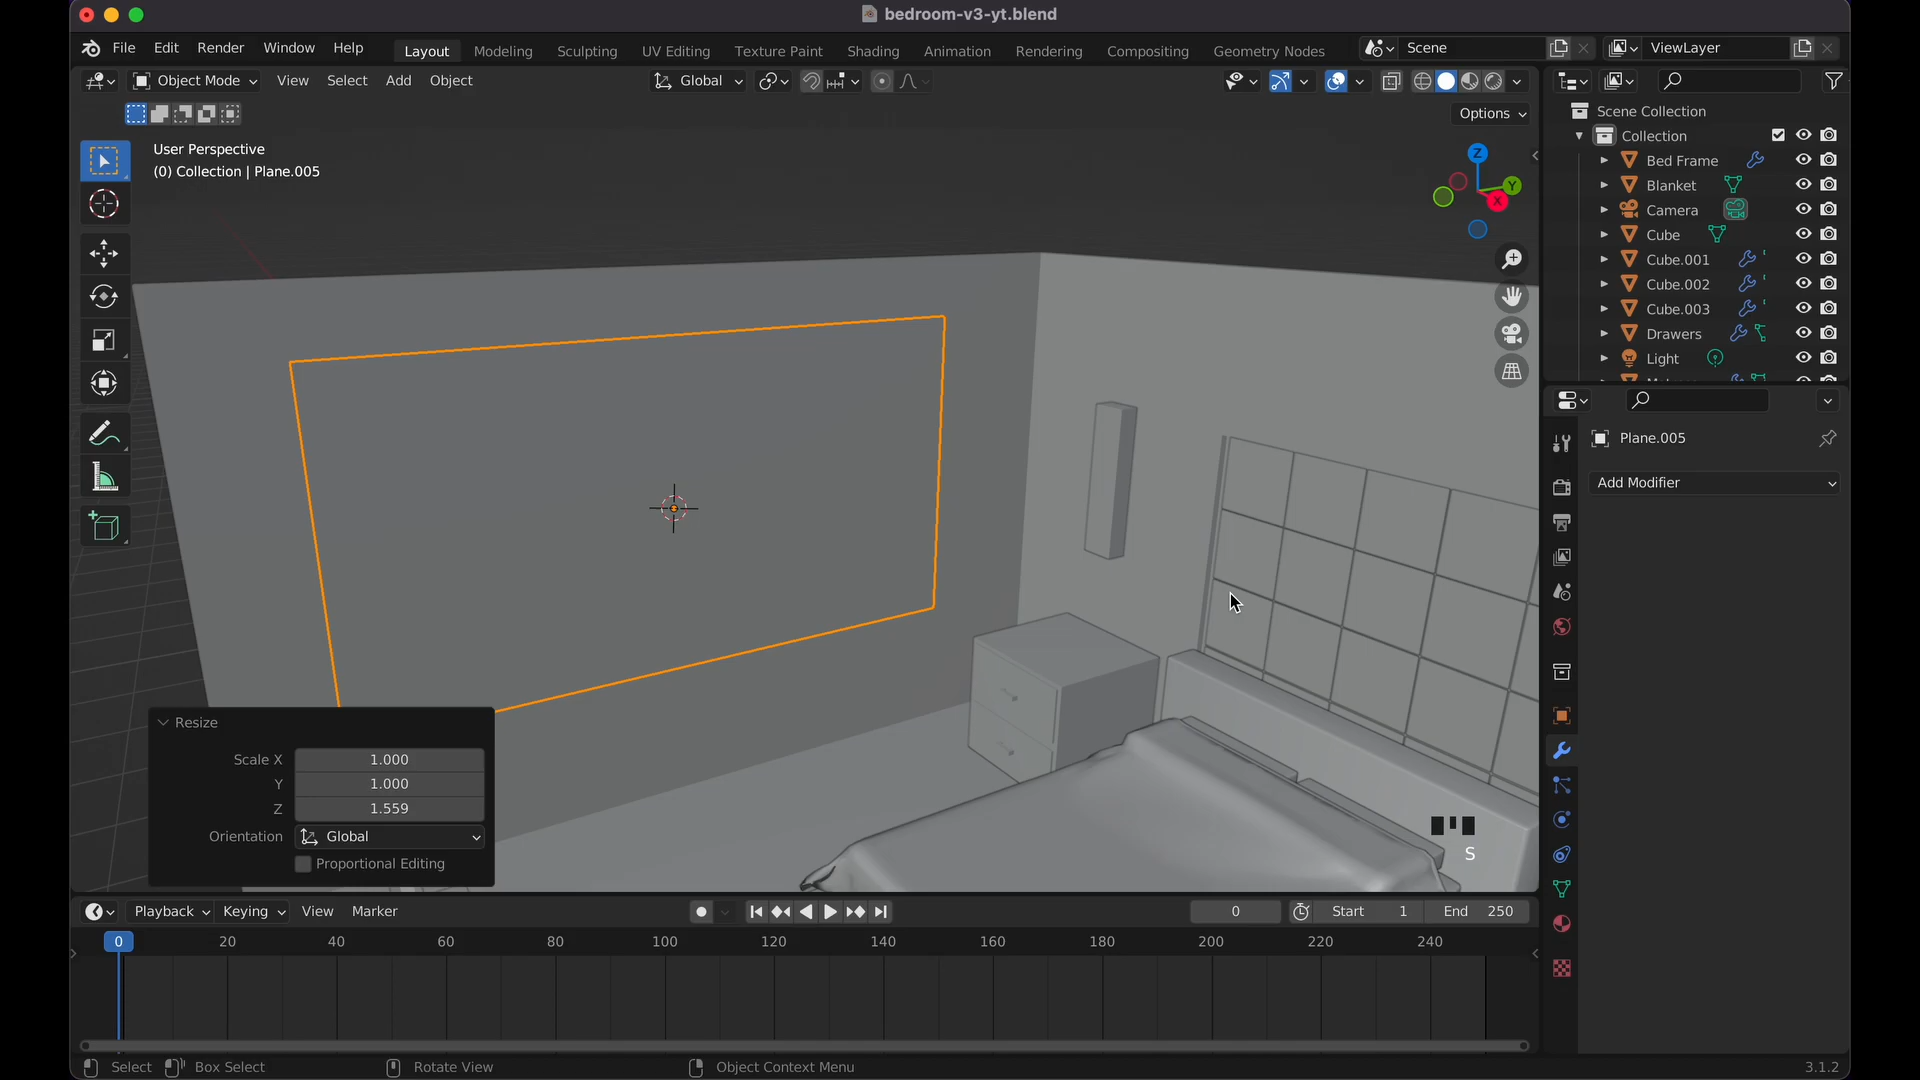 bedroom-v3-yt.blend
File Edit Render Window Help Layout Modeling Sculpting UV Editing Texture Paint Shading Animation Rendering Compositing Geometry Nodes Scene ViewLayer
Object Mode View Select Add Object Global
Options
User Perspective
(0) Collection | Plane.005
Z
Y
X
Scene Collection
Collection
Bed Frame
Blanket
Camera
Cube
Cube.001
Cube.002
Cube.003
Drawers
Light
Plane.005
Add Modifier
Resize
Scale X 1.000
Y 1.000
Z 1.559
Orientation Global
Proportional Editing
S
Playback Keying View Marker 0 Start 1 End 250
0 20 40 60 80 100 120 140 160 180 200 220 240
Select Box Select Rotate View Object Context Menu 3.1.2